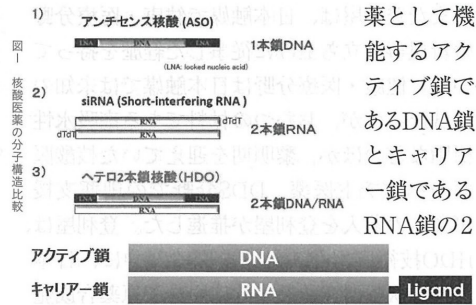 図Ⅰ 核酸医薬の分子構造比較
1)
アンチセンス核酸 (ASO)
LNA DNA LNA
(LNA: locked nucleic acid)
1本鎖DNA
2)
siRNA (Short-interfering RNA )
RNA dTdT
dTdT RNA
2本鎖RNA
3)
ヘテロ2本鎖核酸 (HDO)
LNA DNA LNA
RNA
2本鎖DNA/RNA
アクティブ鎖 DNA
キャリアー鎖 RNA Ligand
薬として機
能するアク
ティブ鎖で
あるDNA鎖
とキャリア
ー鎖である
RNA鎖の2